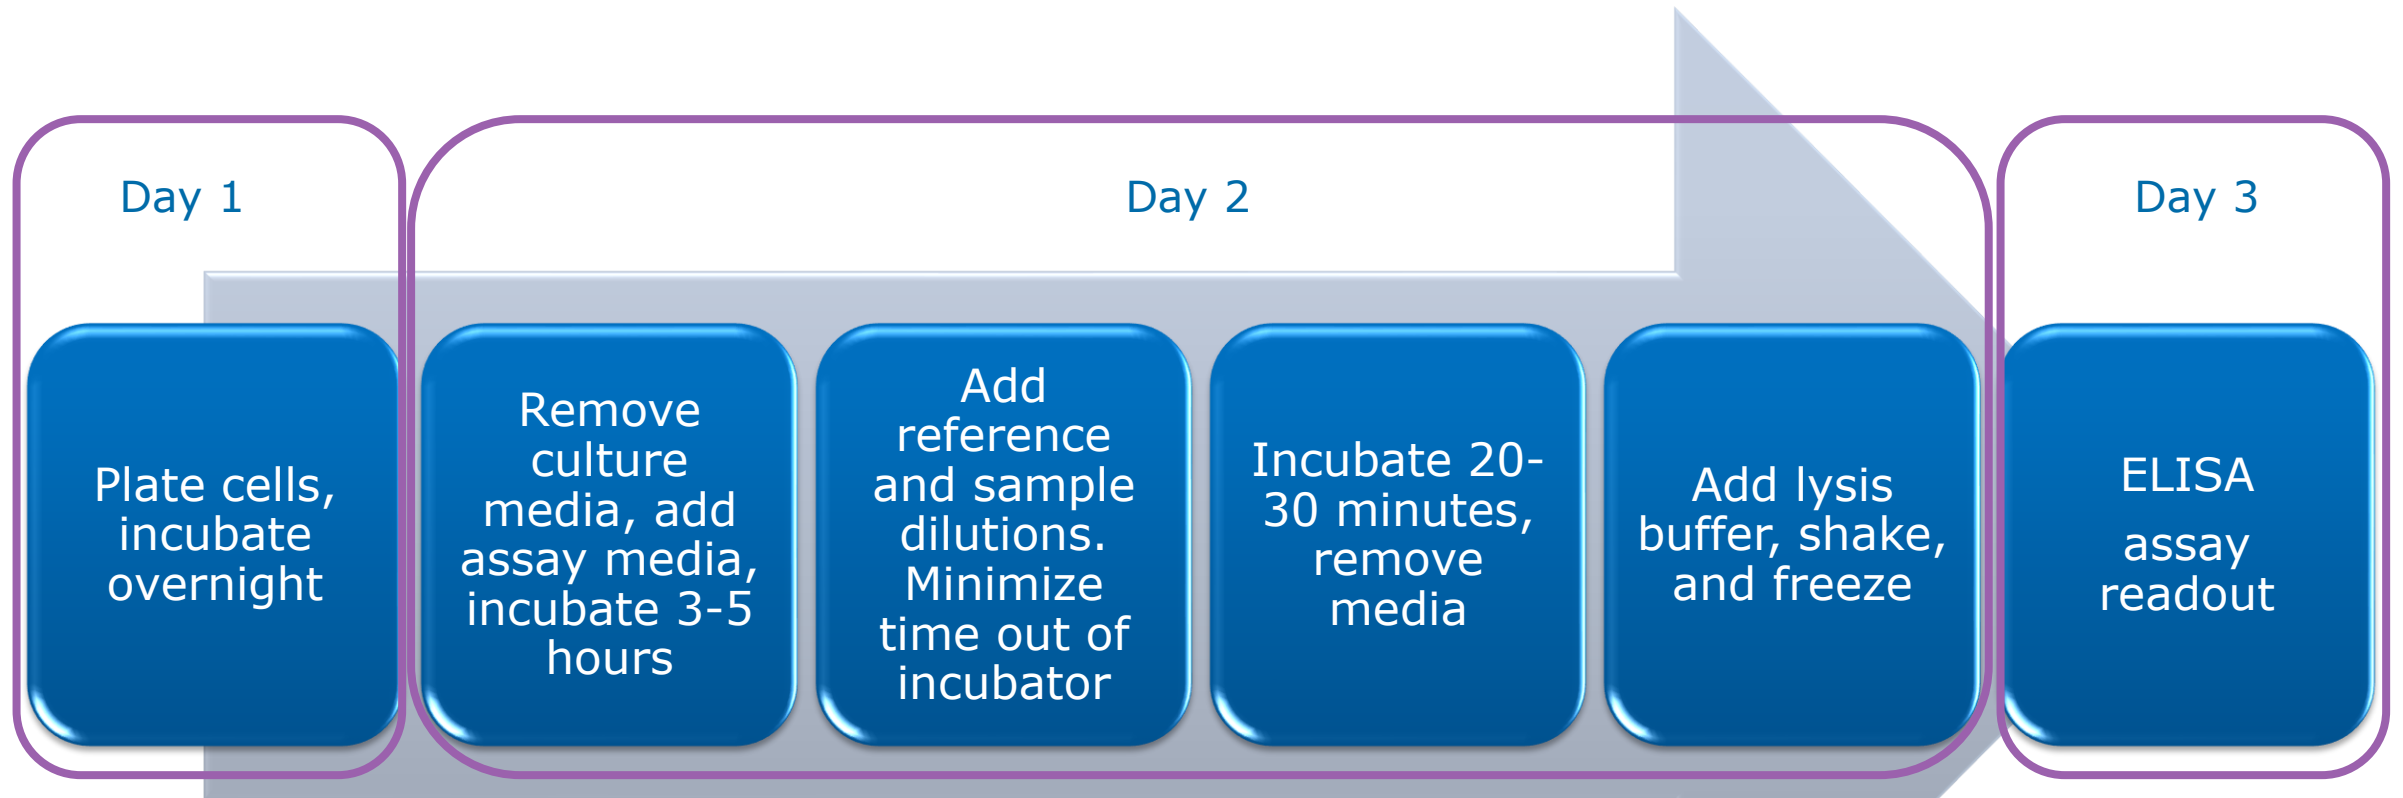 Day 1
Day 2
Day 3
Plate cells,
incubate
overnight
Remove
culture
media, add
assay media,
incubate 3-5
hours
Add
reference
and sample
dilutions.
Minimize
time out of
incubator
Incubate 20-
30 minutes,
remove
media
Add lysis
buffer, shake,
and freeze
ELISA
assay
readout